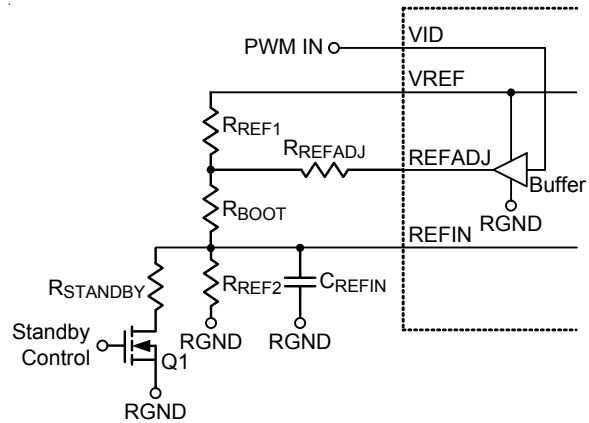 VID
PWM IN
VREF
RREF1
RREFADJ
REFADJ
Buffer
RBOOT
RGND
REFIN
RSTANDBY
RREF2
CREFIN
Standby
Control
RGND
RGND
Q1
RGND